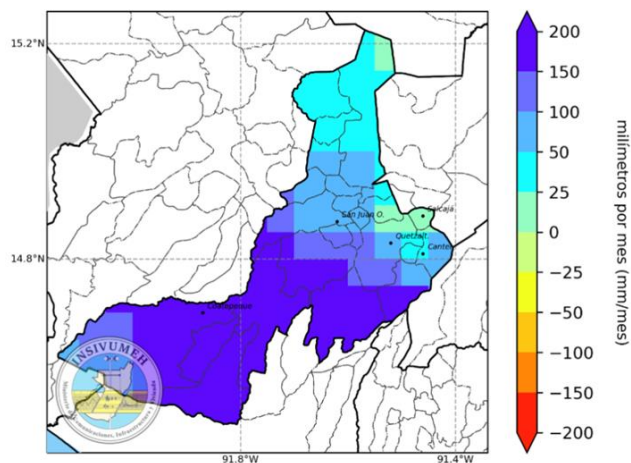 15.2°N
14.8°N
91.8°W
91.4°W
San Juan O.
Salcajá
Quetzalt.
Cantel
Coatepeque
INSIVUMEH
200
150
100
50
25
0
−25
−50
−100
−150
−200
milímetros por mes (mm/mes)